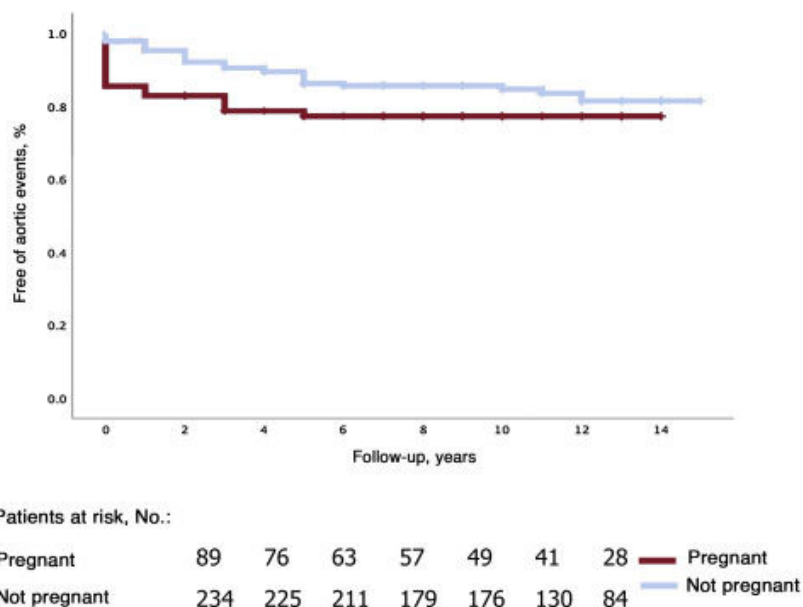 1.0
0.8
0.6
0.4
0.2
0.0
Free of aortic events, %
0 2 4 6 8 10 12 14
Follow-up, years
Patients at risk, No.:
Pregnant 89 76 63 57 49 41 28
Not pregnant 234 225 211 179 176 130 84
Pregnant
Not pregnant